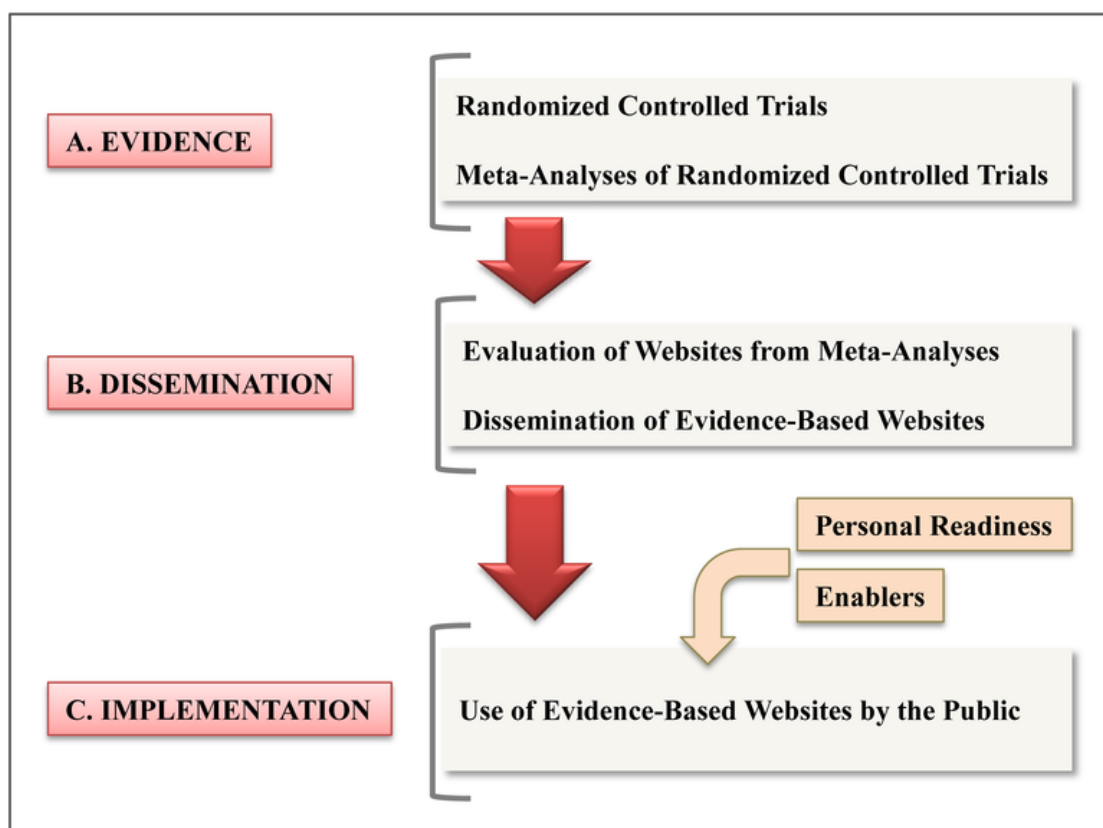 A. EVIDENCE
Randomized Controlled Trials
Meta-Analyses of Randomized Controlled Trials
B. DISSEMINATION
Evaluation of Websites from Meta-Analyses
Dissemination of Evidence-Based Websites
Personal Readiness
Enablers
C. IMPLEMENTATION
Use of Evidence-Based Websites by the Public